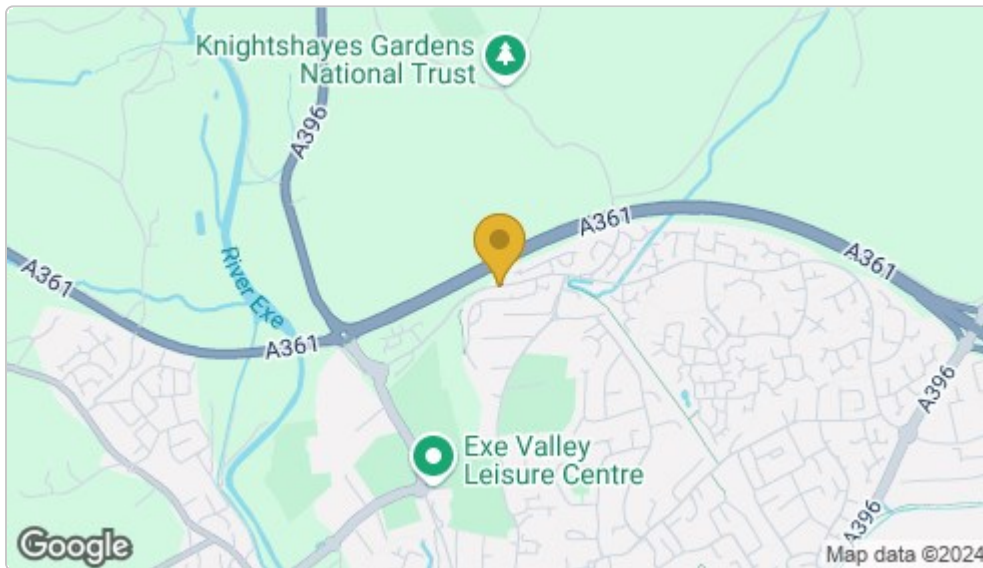 Knightshayes Gardens
National Trust
A396
A361
A361
A361
River Exe
A361
A396
Exe Valley
Leisure Centre
A396
Google
Map data ©2024